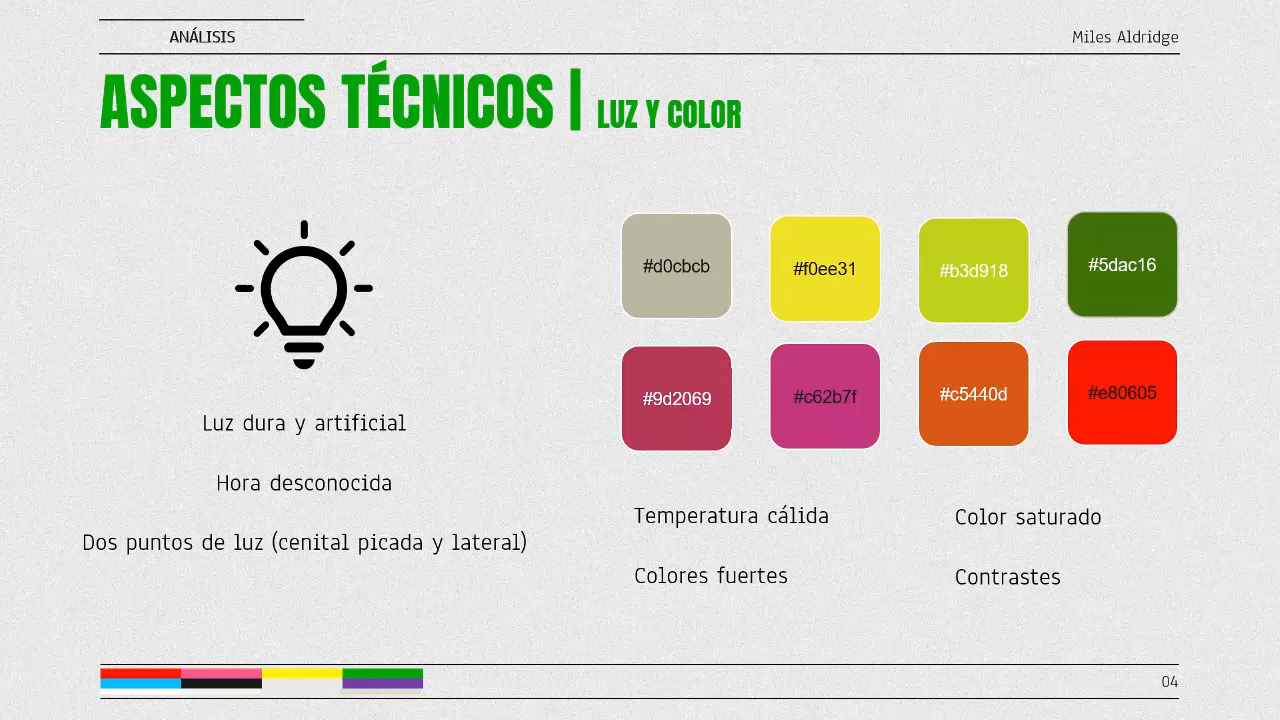 ANÁLISIS
Miles Aldridge
ASPECTOS TÉCNICOS | LUZ Y COLOR
#d0cbcb
#f0ee31
#b3d918
#5dac16
#9d2069
#c62b7f
#c5440d
#e80605
Luz dura y artificial
Hora desconocida
Dos puntos de luz (cenital picada y lateral)
Temperatura cálida
Colores fuertes
Color saturado
Contrastes
04